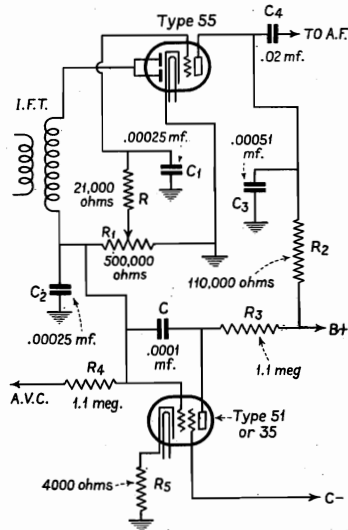 Type 55
C4
TO A.F.
.02 mf.
I.F.T.
.00025 mf.
C1
.00051
mf.
C3
21,000
ohms
R
R1
500,000
ohms
R2
110,000 ohms
C2
.00025 mf.
C
.0001
mf.
R3
1.1 meg
B+
R4
1.1 meg.
A.V.C.
Type 51
or 35
4000 ohms
R5
C-